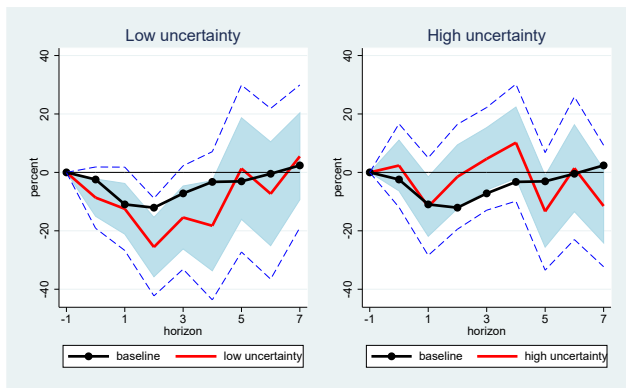 Low uncertainty
40
20
0
-20
-40
percent
-1
1
3
5
7
horizon
baseline
low uncertainty
High uncertainty
40
20
0
-20
-40
percent
-1
1
3
5
7
horizon
baseline
high uncertainty